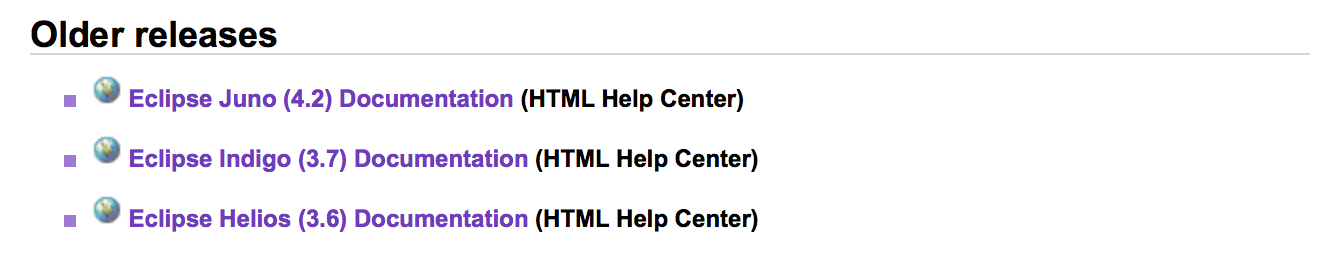 Older releases
Eclipse Juno (4.2) Documentation (HTML Help Center)
Eclipse Indigo (3.7) Documentation (HTML Help Center)
Eclipse Helios (3.6) Documentation (HTML Help Center)